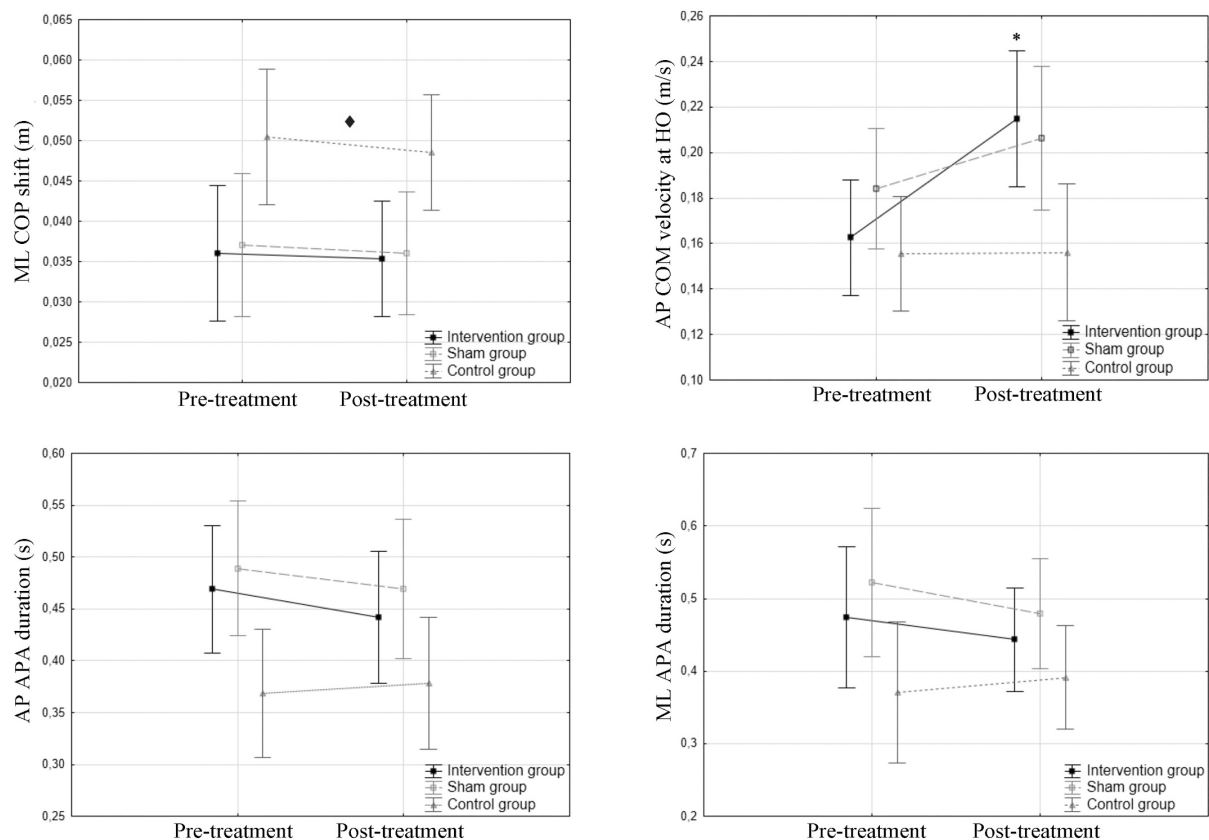 ML COP shift (m)
0,065
0,060
0,055
0,050
0,045
0,040
0,035
0,030
0,025
0,020
Intervention group
Sham group
Control group
Pre-treatment Post-treatment
AP COM velocity at HO (m/s)
0,26
0,24
0,22
0,20
0,18
0,16
0,14
0,12
0,10
*
Intervention group
Sham group
Control group
Pre-treatment Post-treatment
AP APA duration (s)
0,60
0,55
0,50
0,45
0,40
0,35
0,30
0,25
Intervention group
Sham group
Control group
Pre-treatment Post-treatment
ML APA duration (s)
0,7
0,6
0,5
0,4
0,3
0,2
Intervention group
Sham group
Control group
Pre-treatment Post-treatment